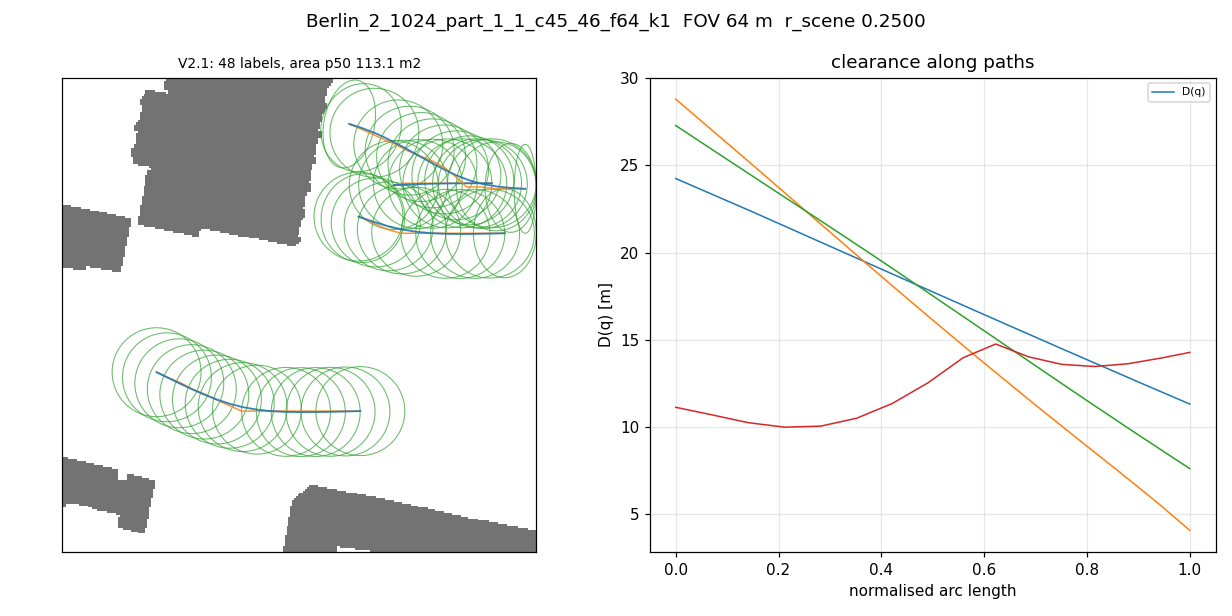 Berlin_2_1024_part_1_1_c45_46_f64_k1  FOV 64 m  r_scene 0.2500
V2.1: 48 labels, area p50 113.1 m2
clearance along paths
D(q)
D(q) [m]
30
25
20
15
10
5
0.0 0.2 0.4 0.6 0.8 1.0
normalised arc length